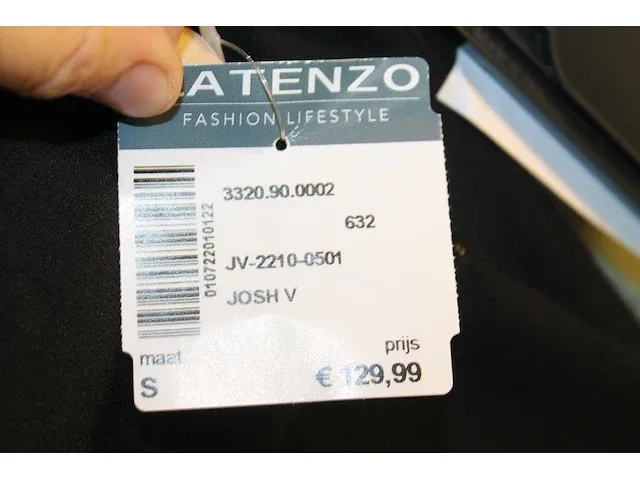 ATENZO
FASHION LIFESTYLE
3320.90.0002
632
010722010122
JV-2210-0501
JOSH V
maat
prijs
S
€ 129,99